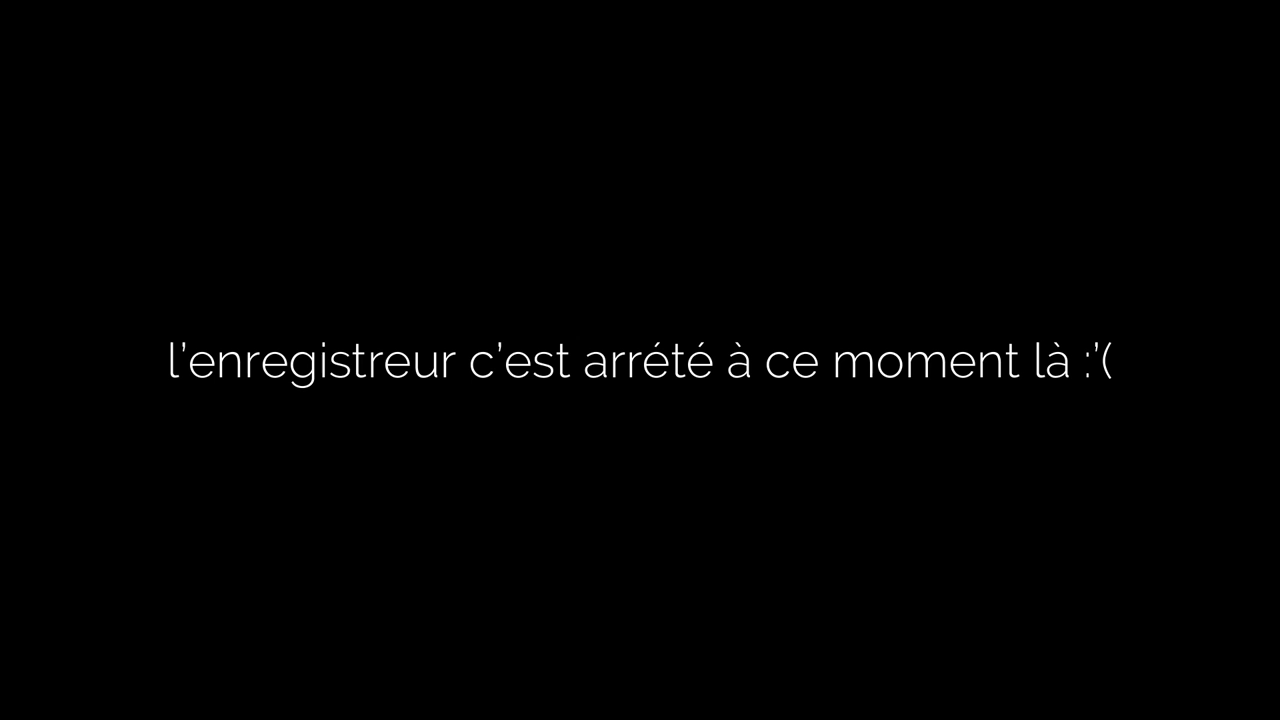 l’enregistreur c’est arrété à ce moment là :’(